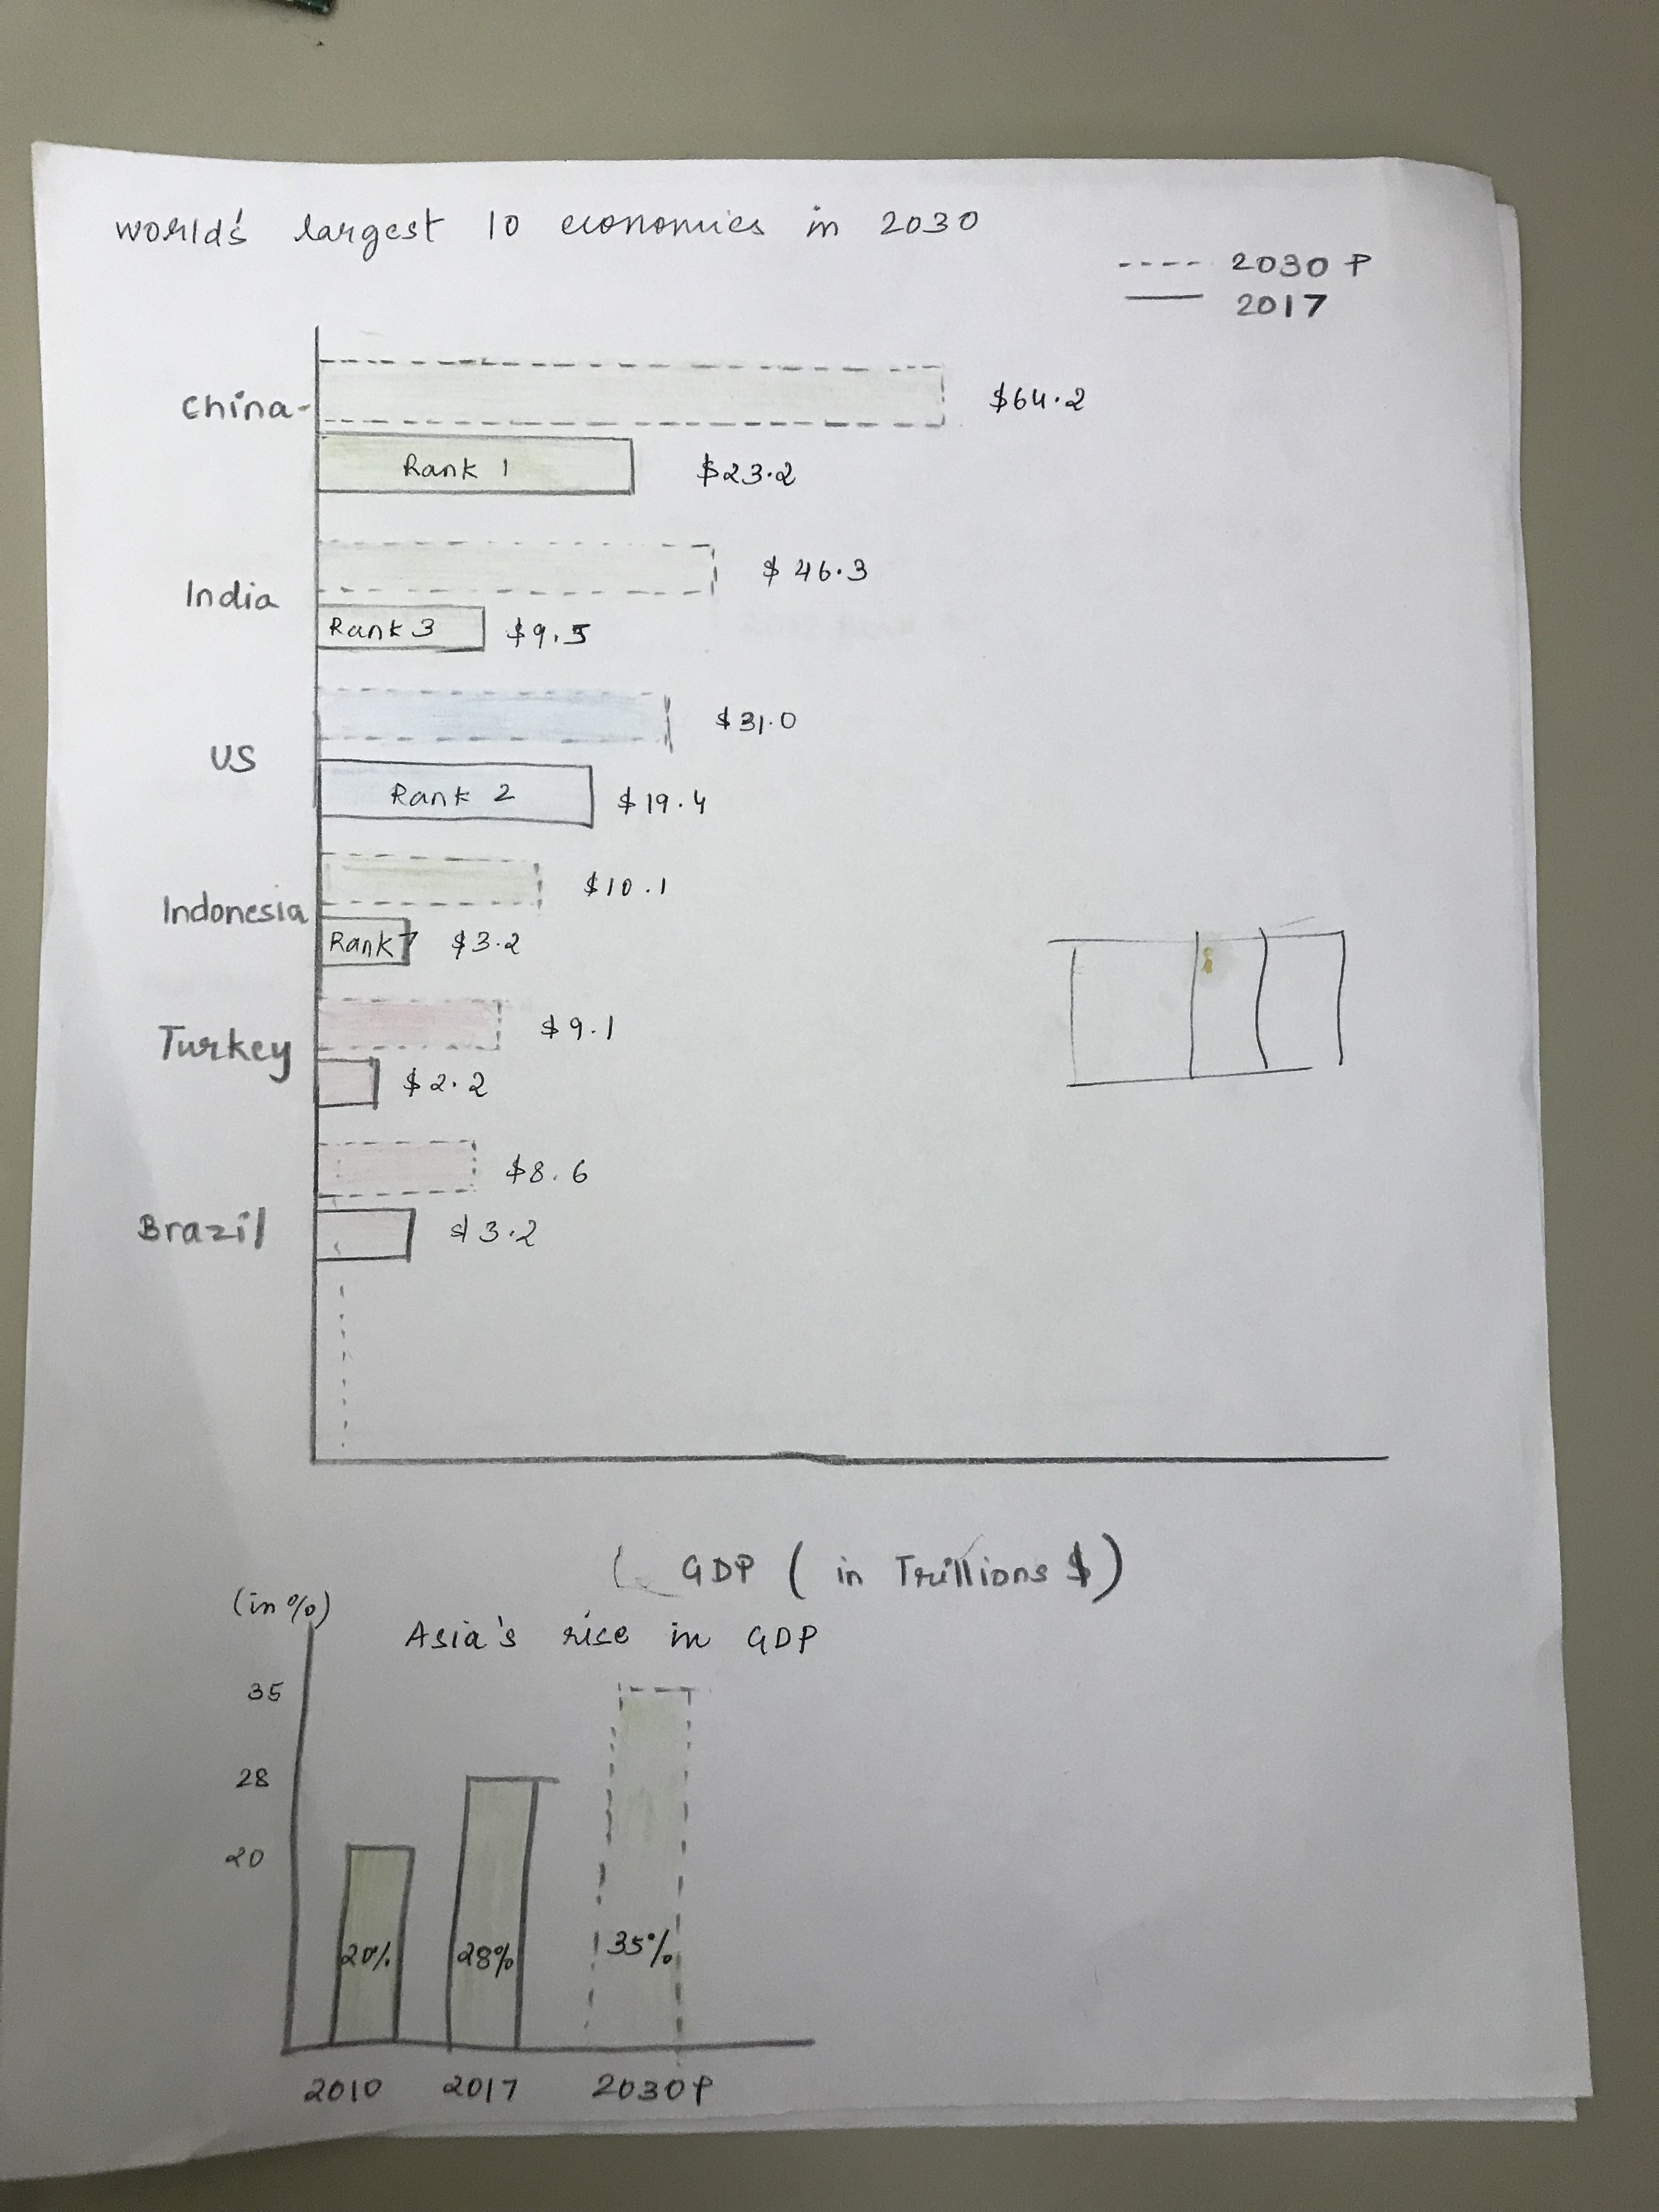 world's largest 10 economies in 2030
---- 2030 P
— 2017
China
$64.2
Rank 1 $23.2
$46.3
India
Rank 3 $9.5
$31.0
US
Rank 2 $19.4
$10.1
Indonesia
Rank 7 $3.2
$9.1
Turkey
$2.2
$8.6
Brazil
$3.2
GDP ( in Trillions $)
(in %)
Asia's rise in GDP
35
28
20
20% 28% 35%
2010 2017 2030P